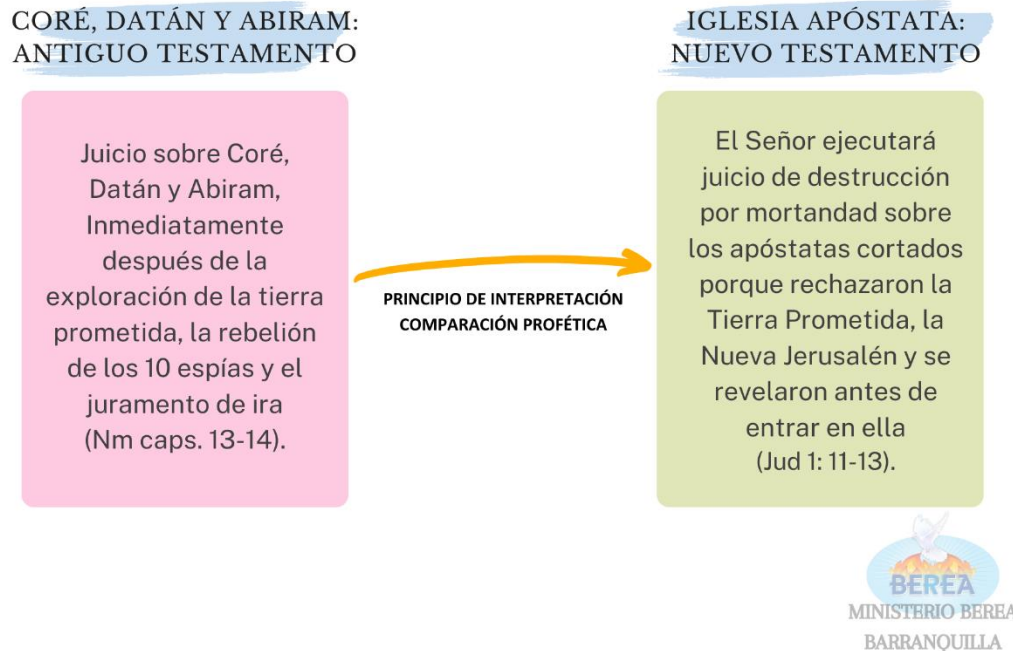 CORÉ, DATÁN Y ABIRAM:
ANTIGUO TESTAMENTO
Juicio sobre Coré,
Datán y Abiram,
Inmediatamente
después de la
exploración de la tierra
prometida, la rebelión
de los 10 espías y el
juramento de ira
(Nm caps. 13-14).
PRINCIPIO DE INTERPRETACIÓN
COMPARACIÓN PROFÉTICA
IGLESIA APÓSTATA:
NUEVO TESTAMENTO
El Señor ejecutará
juicio de destrucción
por mortandad sobre
los apóstatas cortados
porque rechazaron la
Tierra Prometida, la
Nueva Jerusalén y se
revelaron antes de
entrar en ella
(Jud 1: 11-13).
BEREA
MINISTERIO BEREA
BARRANQUILLA